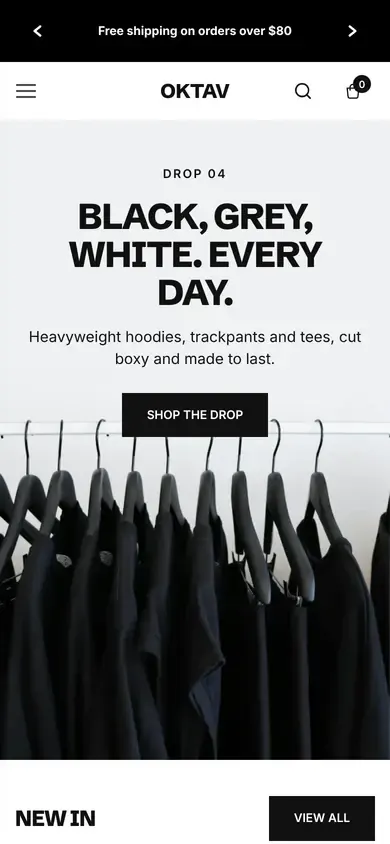 Free shipping on orders over $80
OKTAV
0
DROP 04
BLACK, GREY,
WHITE. EVERY
DAY.
Heavyweight hoodies, trackpants and tees, cut
boxy and made to last.
SHOP THE DROP
NEW IN
VIEW ALL